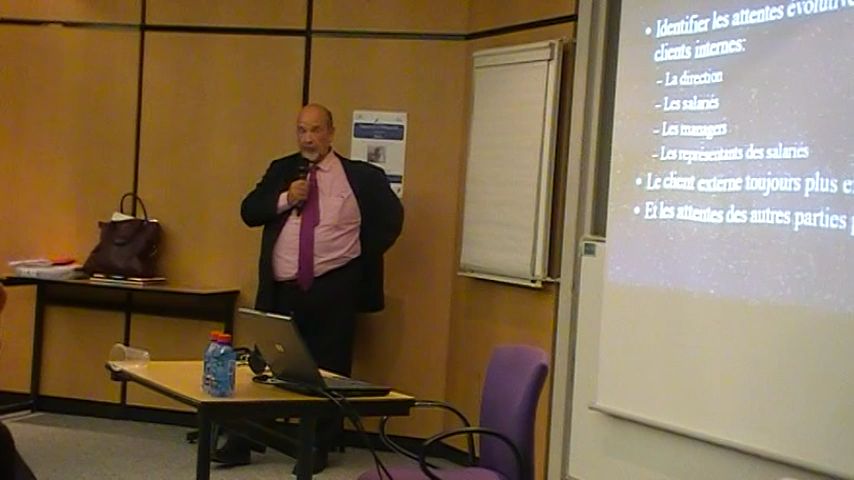 • Identifier les attentes évolutiv
clients internes:
– La direction
– Les salariés
– Les managers
– Les représentants des salariés
• Le client externe toujours plus e
• Et les attentes des autres parties p